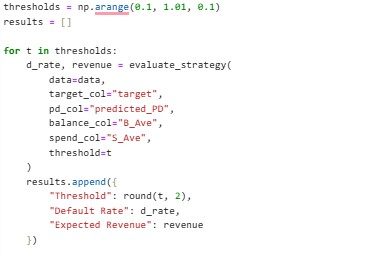 thresholds = np.arange(0.1, 1.01, 0.1)
results = []
for t in thresholds:
    d_rate, revenue = evaluate_strategy(
        data=data,
        target_col="target",
        pd_col="predicted_PD",
        balance_col="B_Ave",
        spend_col="S_Ave",
        threshold=t
    )
    results.append({
        "Threshold": round(t, 2),
        "Default Rate": d_rate,
        "Expected Revenue": revenue
    })